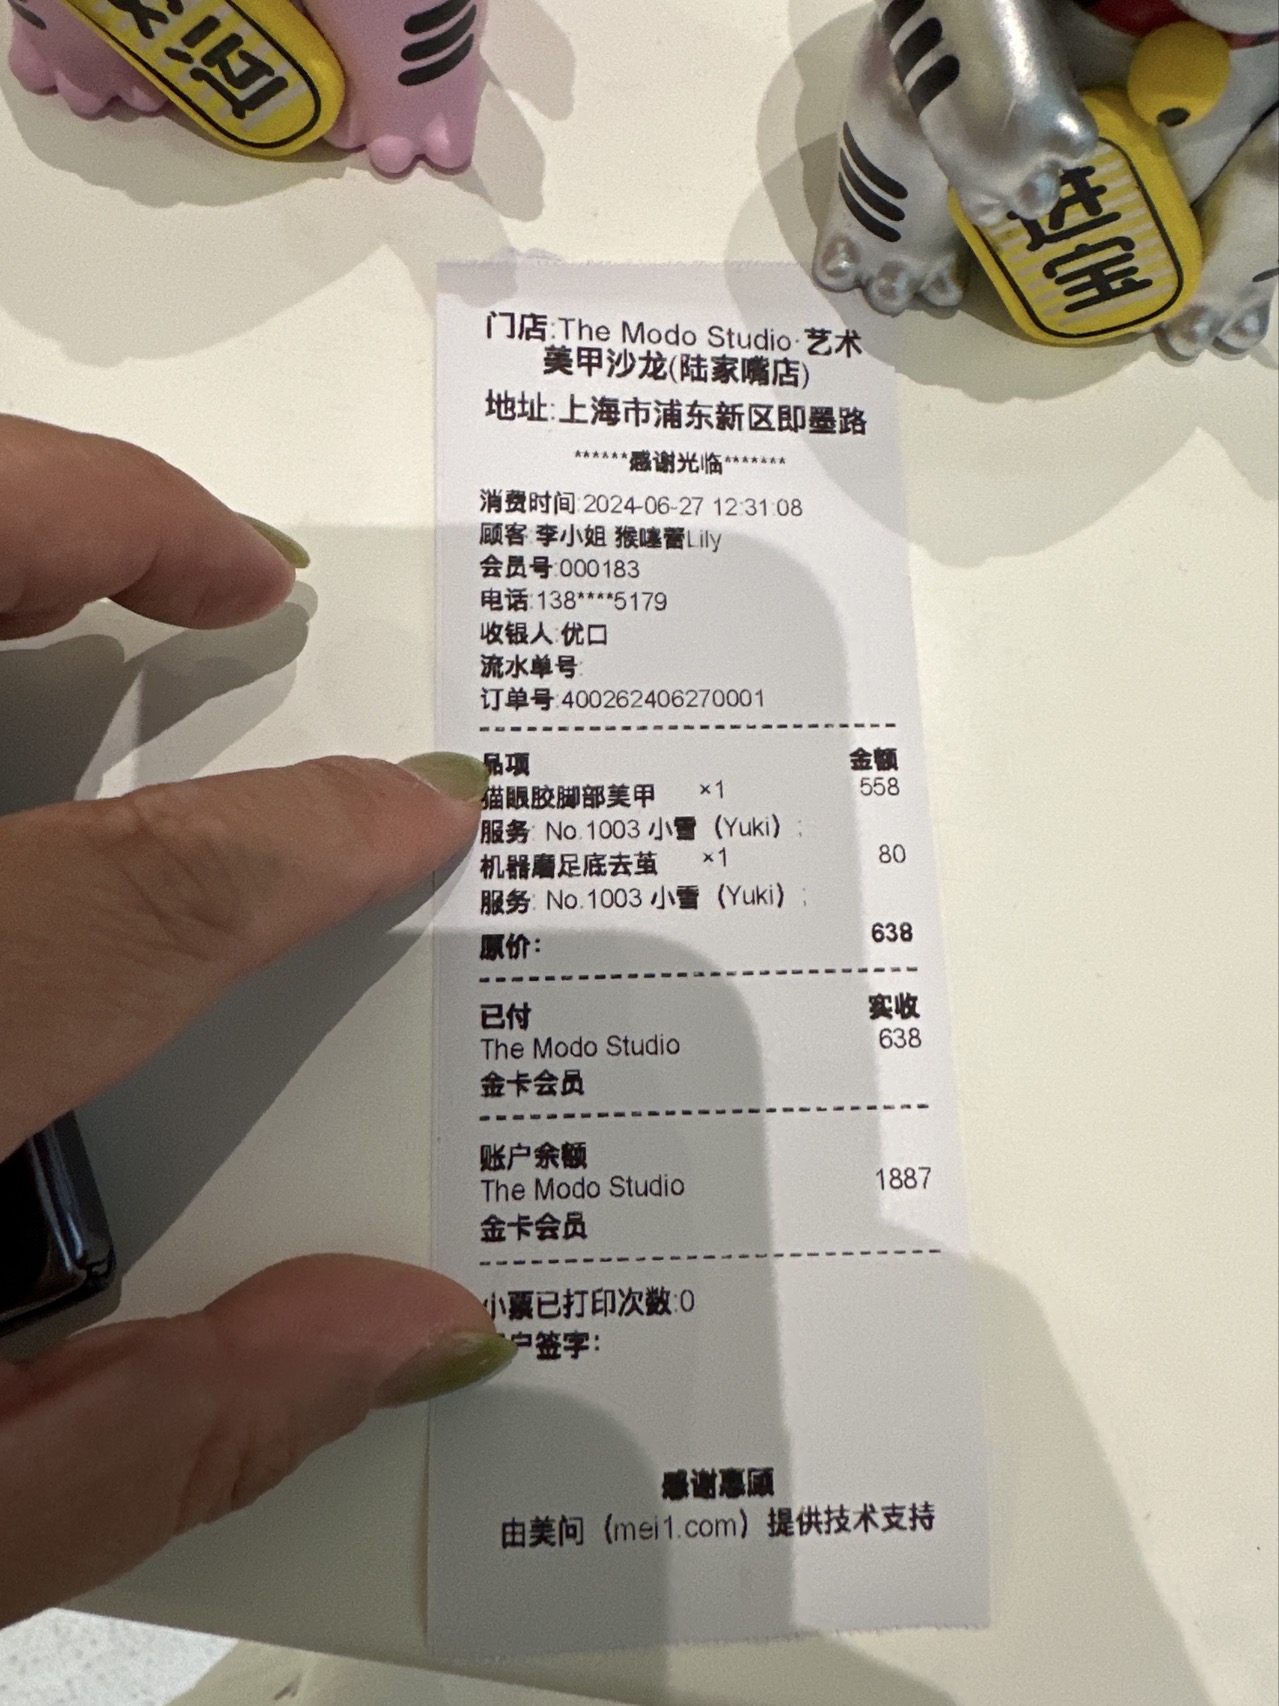 进宝
门店:The Modo Studio·艺术
美甲沙龙(陆家嘴店)
地址:上海市浦东新区即墨路
******感谢光临*******
消费时间:2024-06-27 12:31:08
顾客:李小姐 猴噻蕾Lily
会员号:000183
电话:138****5179
收银人:优口
流水单号:
订单号:400262406270001
品项 金额
猫眼胶脚部美甲 ×1 558
服务: No.1003 小雪（Yuki）;
机器磨足底去茧 ×1 80
服务: No.1003 小雪（Yuki）;
原价: 638
已付 实收
The Modo Studio 638
金卡会员
账户余额
The Modo Studio 1887
金卡会员
小票已打印次数:0
户签字:
感谢惠顾
由美问（mei1.com）提供技术支持